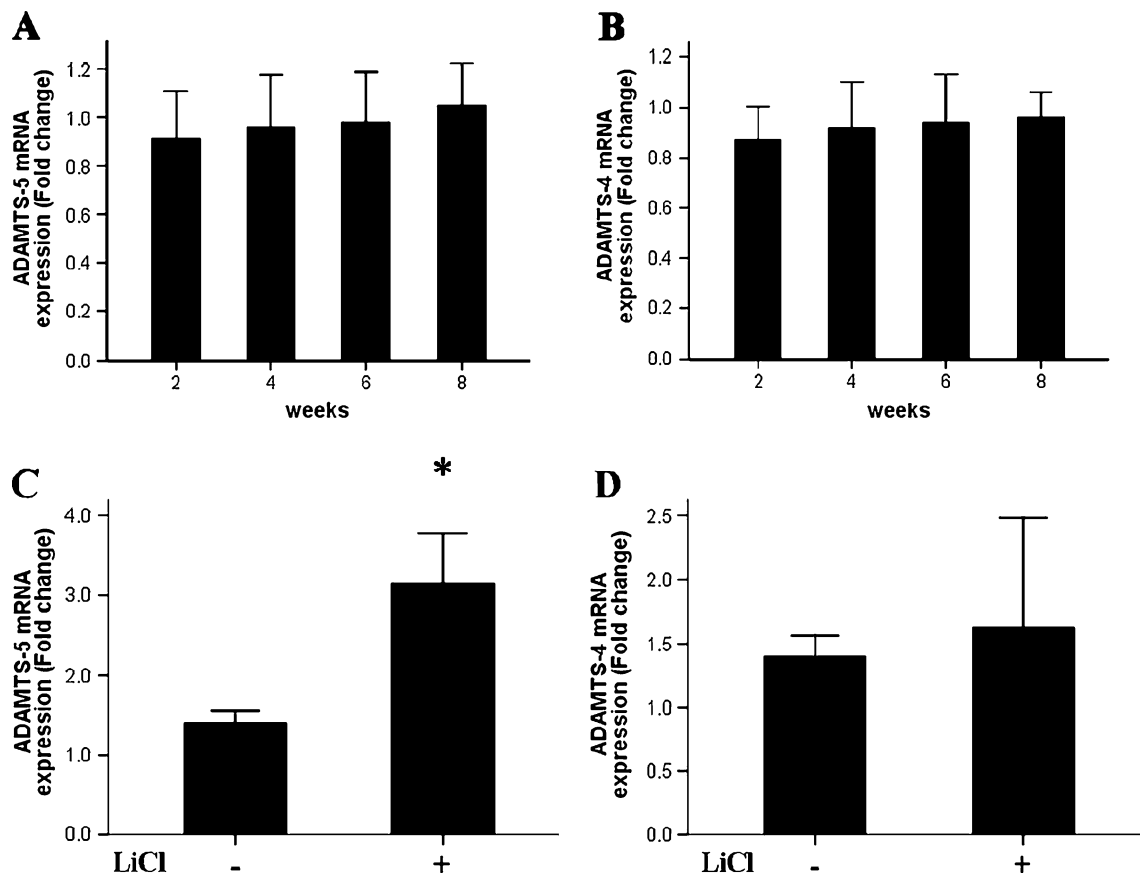 A
ADAMTS-5 mRNA
expression (Fold change)
1.2
1.0
0.8
0.6
0.4
0.2
0.0
2 4 6 8
weeks
B
ADAMTS-4 mRNA
expression (Fold change)
1.2
1.0
0.8
0.6
0.4
0.2
0.0
2 4 6 8
weeks
C
*
ADAMTS-5 mRNA
expression (Fold change)
4.0
3.0
2.0
1.0
0.0
LiCl - +
D
ADAMTS-4 mRNA
expression (Fold change)
2.5
2.0
1.5
1.0
0.5
0.0
LiCl - +